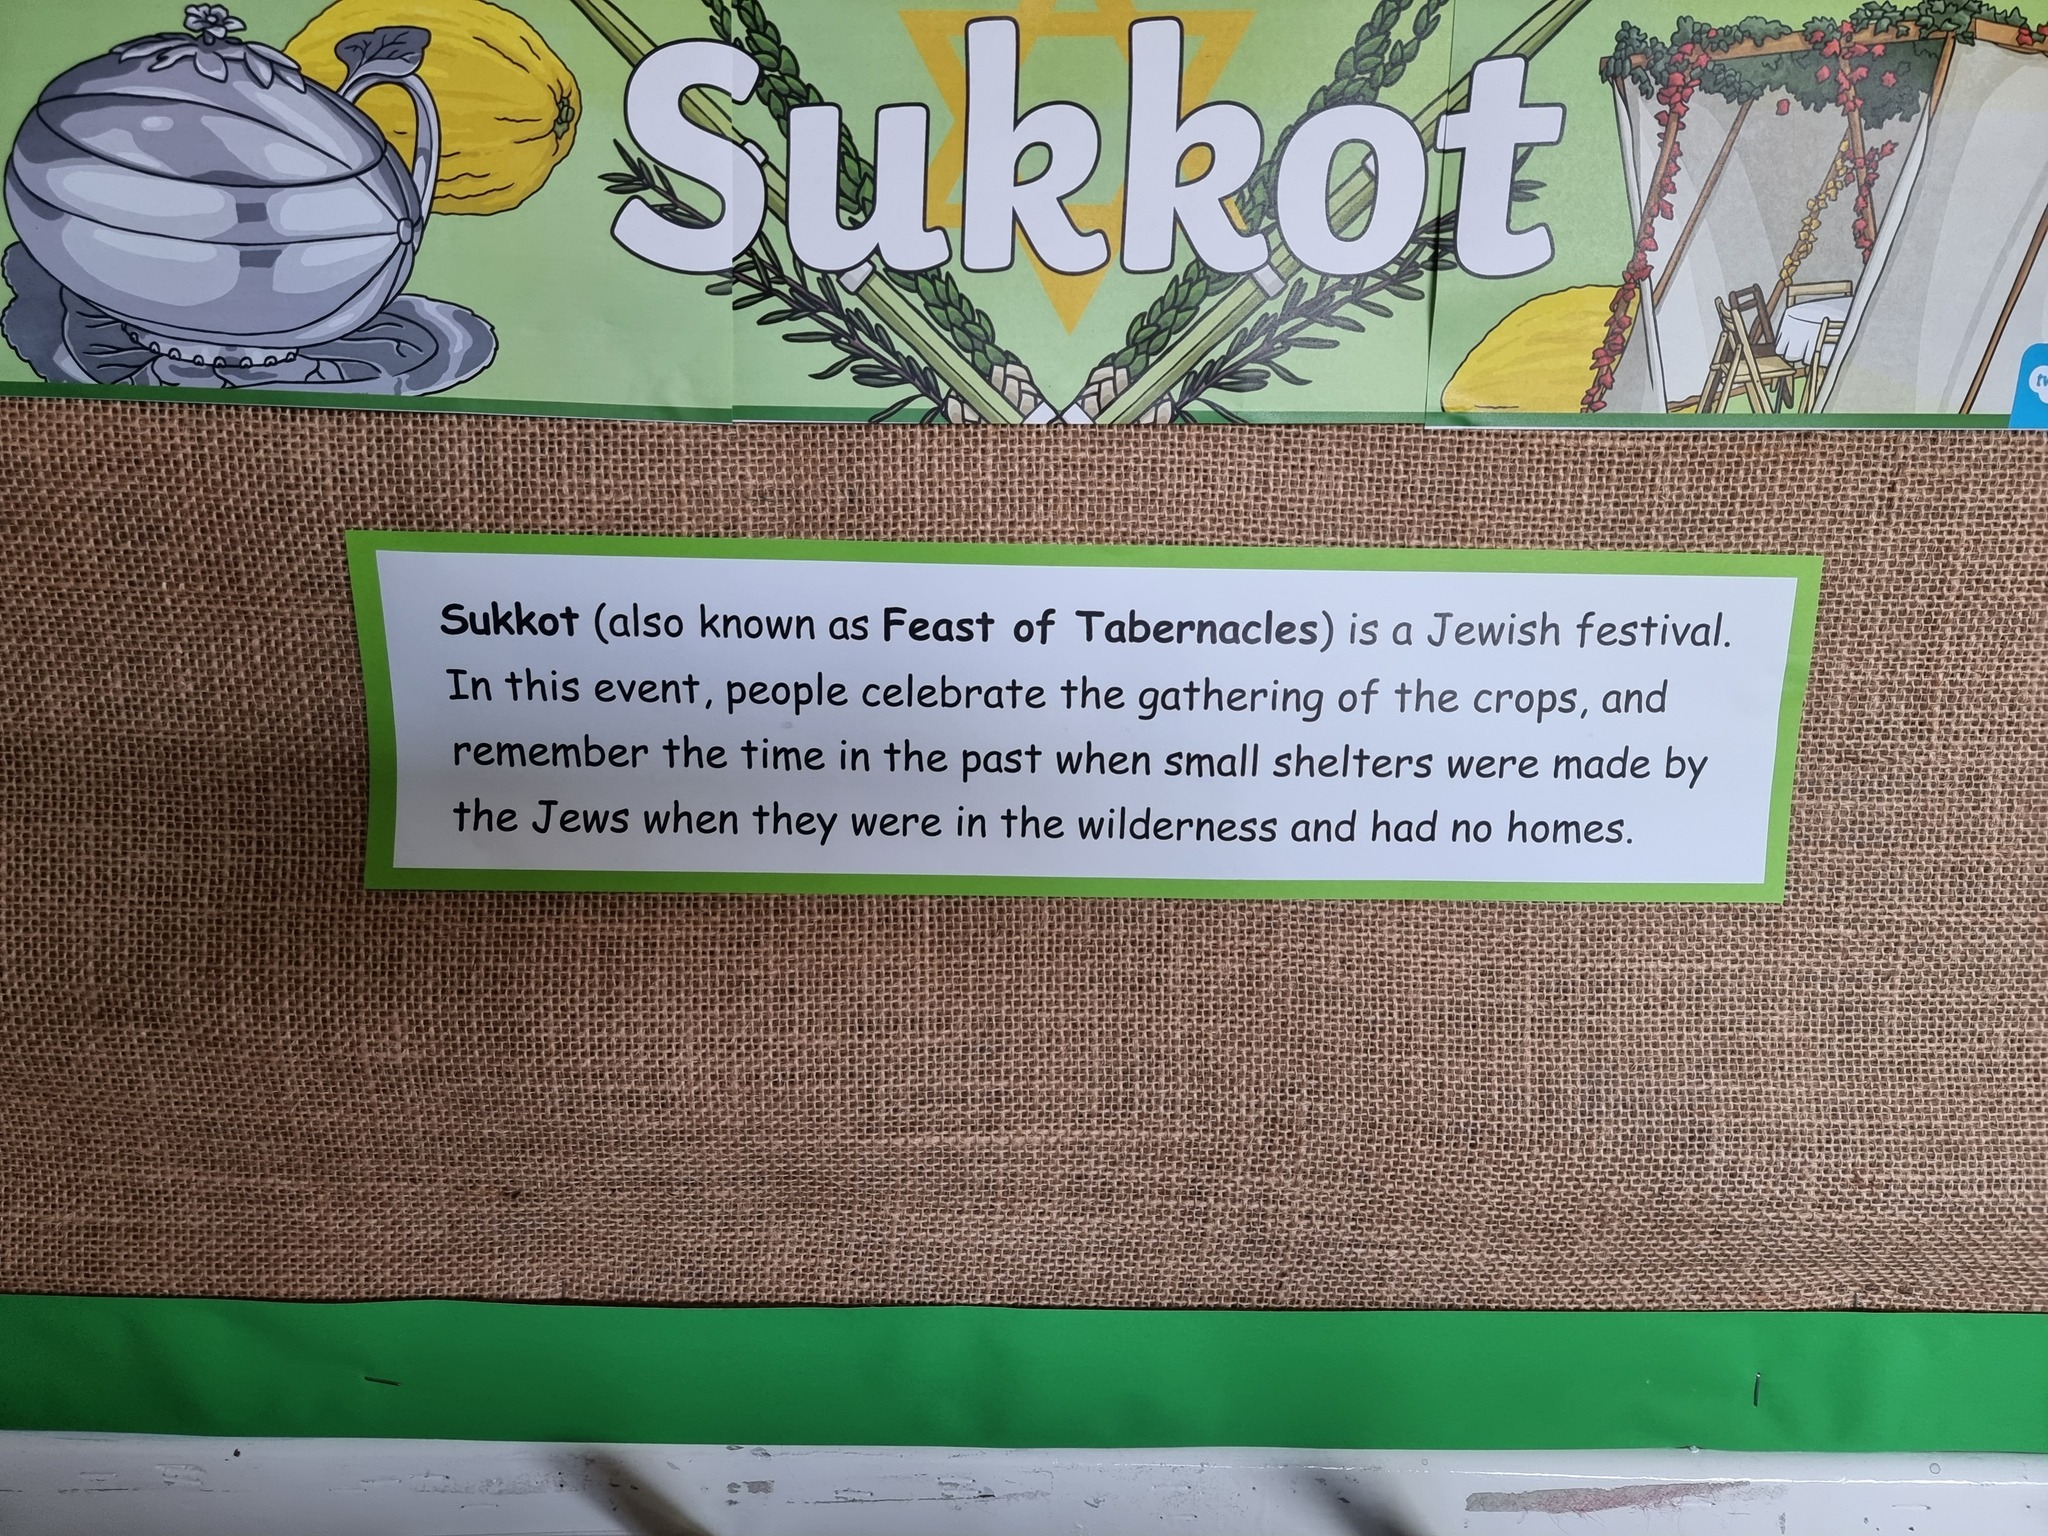 Sukkot
Sukkot (also known as Feast of Tabernacles) is a Jewish festival.
In this event, people celebrate the gathering of the crops, and
remember the time in the past when small shelters were made by
the Jews when they were in the wilderness and had no homes.